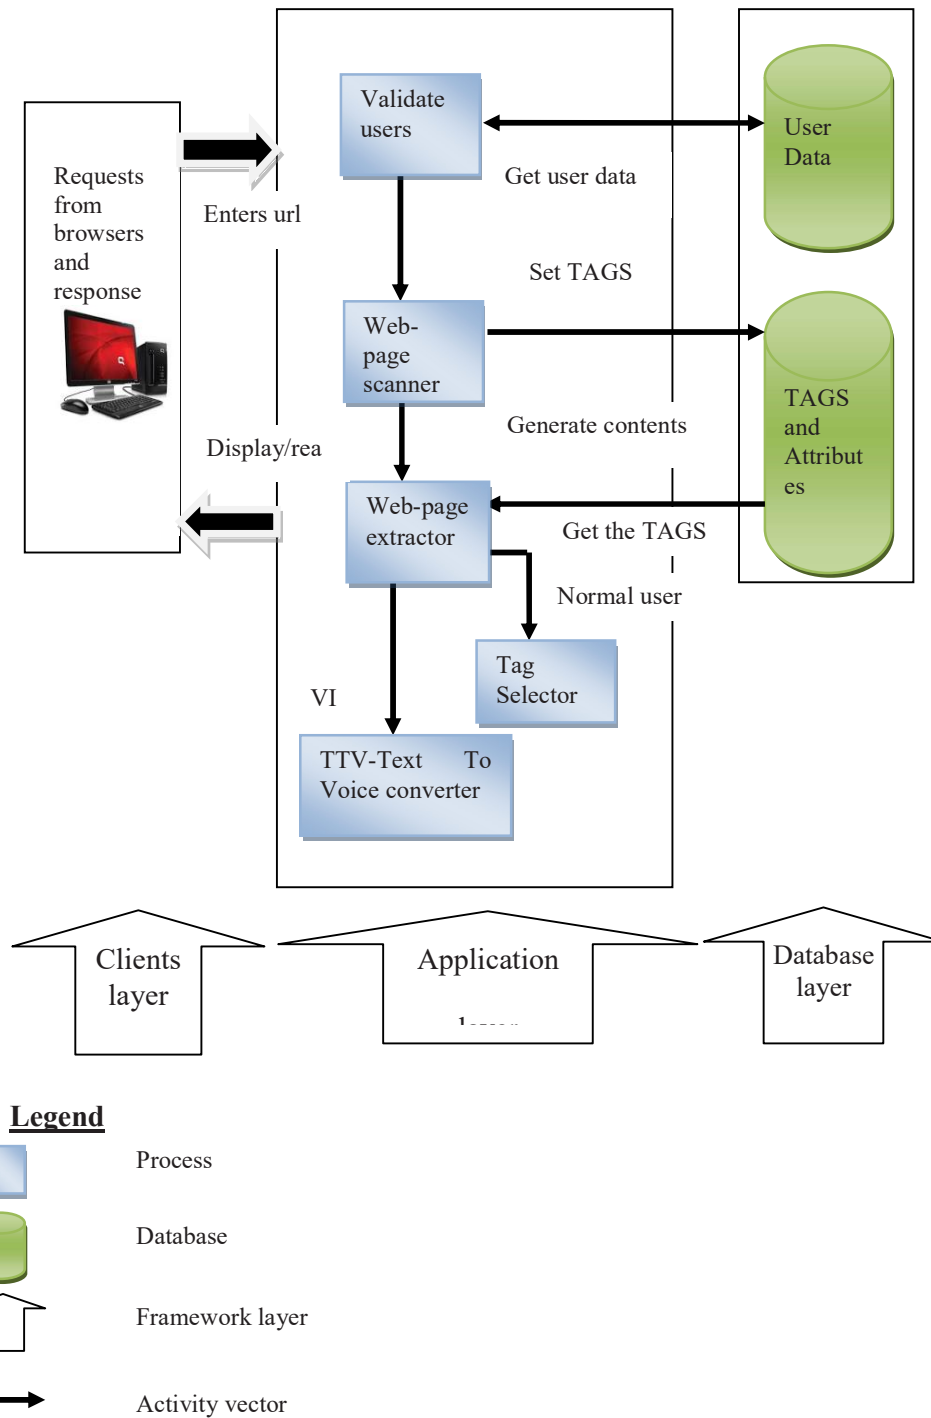 Validate
users
User
Data
Requests
from
browsers
and
response
Get user data
Enters url
Set TAGS
Web-
page
scanner
TAGS
and
Attribut
es
Generate contents
Display/rea
Web-page
extractor
Get the TAGS
Normal user
Tag
Selector
VI
TTV-Text To
Voice converter
Clients
layer
Application
Database
layer
Legend
Process
Database
Framework layer
Activity vector